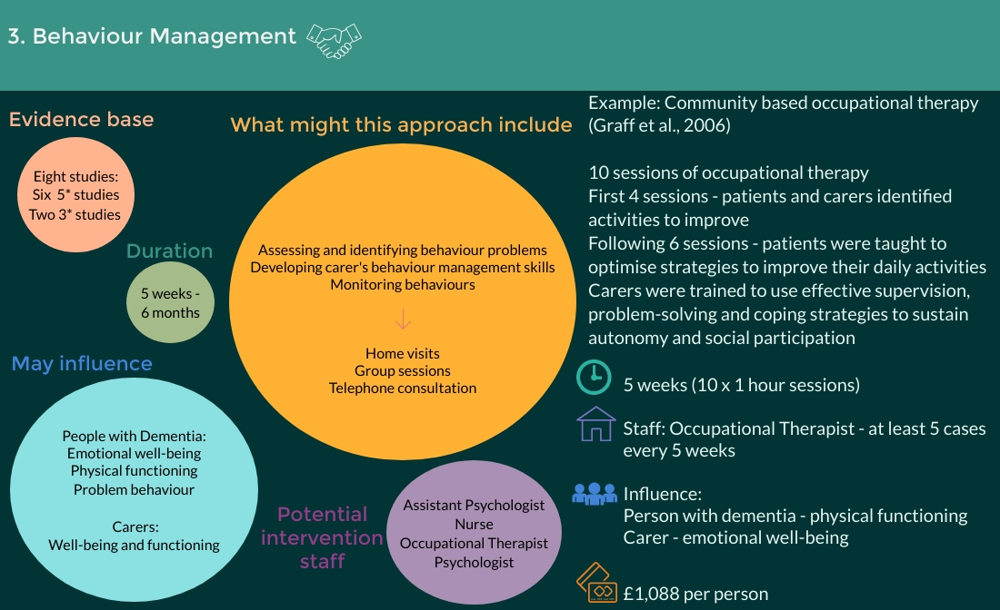 3. Behaviour Management
Evidence base
Eight studies:
Six 5* studies
Two 3* studies
Duration
5 weeks -
6 months
May influence
People with Dementia:
Emotional well-being
Physical functioning
Problem behaviour
Carers:
Well-being and functioning
What might this approach include
Assessing and identifying behaviour problems
Developing carer's behaviour management skills
Monitoring behaviours
Home visits
Group sessions
Telephone consultation
Potential
intervention
staff
Assistant Psychologist
Nurse
Occupational Therapist
Psychologist
Example: Community based occupational therapy
(Graff et al., 2006)
10 sessions of occupational therapy
First 4 sessions - patients and carers identified
activities to improve
Following 6 sessions - patients were taught to
optimise strategies to improve their daily activities
Carers were trained to use effective supervision,
problem-solving and coping strategies to sustain
autonomy and social participation
5 weeks (10 x 1 hour sessions)
Staff: Occupational Therapist - at least 5 cases
every 5 weeks
Influence:
Person with dementia - physical functioning
Carer - emotional well-being
£1,088 per person